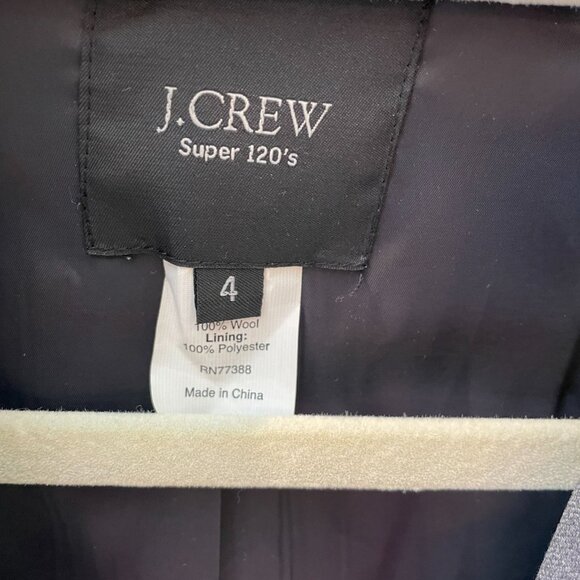 J.CREW
Super 120's
4
100% Wool
Lining:
100% Polyester
RN77388
Made in China